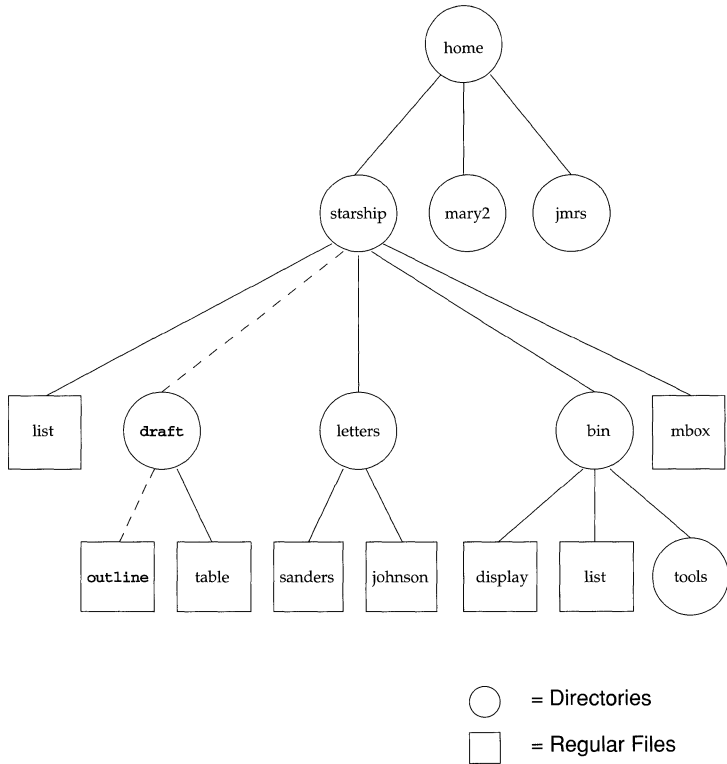 home
starship mary2 jmrs
list draft letters bin mbox
outline table sanders johnson display list tools
= Directories
= Regular Files